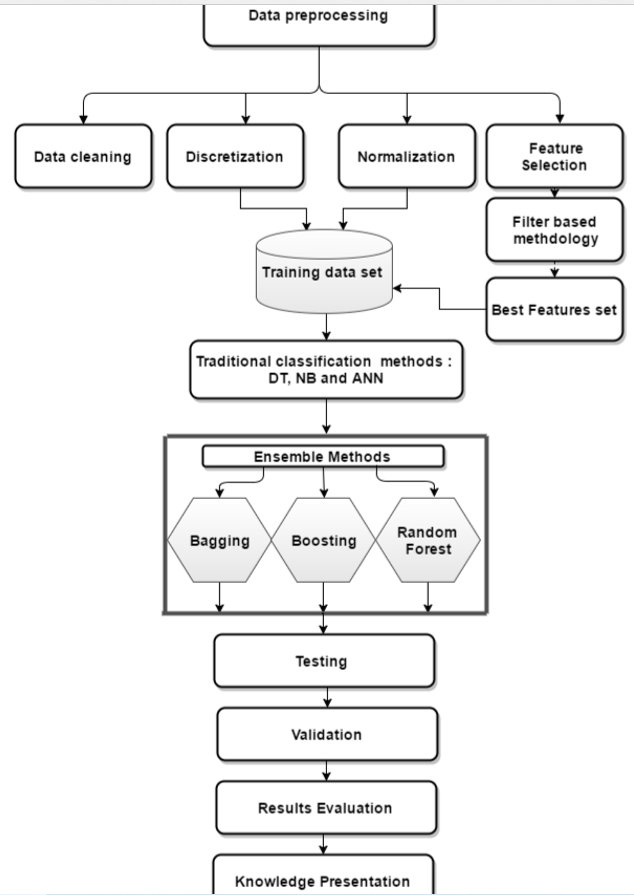 Data preprocessing
Data cleaning
Discretization
Normalization
Feature
Selection
Filter based
methdology
Training data set
Best Features set
Traditional classification methods :
DT, NB and ANN
Ensemble Methods
Bagging
Boosting
Random
Forest
Testing
Validation
Results Evaluation
Knowledge Presentation